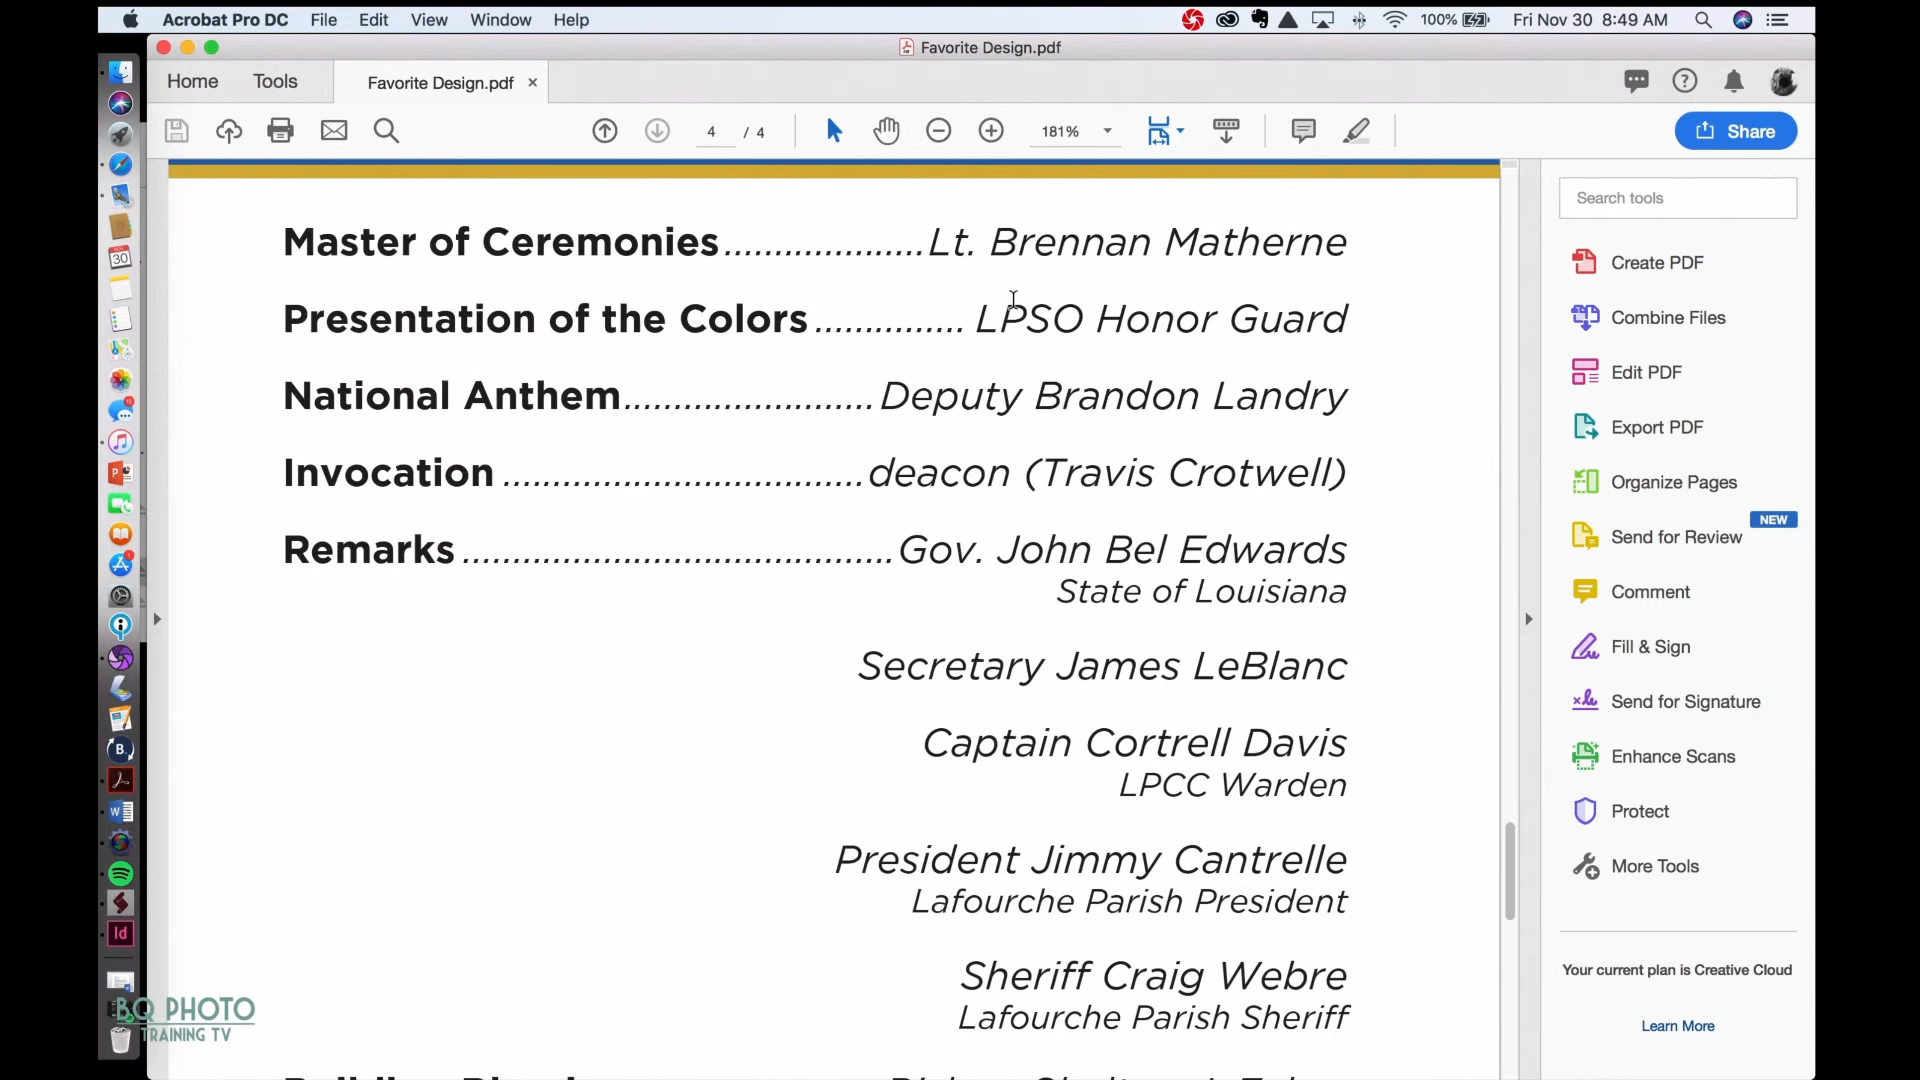 Acrobat Pro DC File Edit View Window Help 100% Fri Nov 30 8:49 AM
Favorite Design.pdf
Home Tools Favorite Design.pdf ×
4 / 4 181% Share
Search tools
Create PDF
Combine Files
Edit PDF
Export PDF
Organize Pages
NEW
Send for Review
Comment
Fill & Sign
Send for Signature
Enhance Scans
Protect
More Tools
Your current plan is Creative Cloud
Learn More
Master of Ceremonies....................Lt. Brennan Matherne
Presentation of the Colors............... LPSO Honor Guard
National Anthem.........................Deputy Brandon Landry
Invocation ....................................deacon (Travis Crotwell)
Remarks ...........................................Gov. John Bel Edwards
State of Louisiana
Secretary James LeBlanc
Captain Cortrell Davis
LPCC Warden
President Jimmy Cantrelle
Lafourche Parish President
Sheriff Craig Webre
Lafourche Parish Sheriff
BQ PHOTO
TRAINING TV